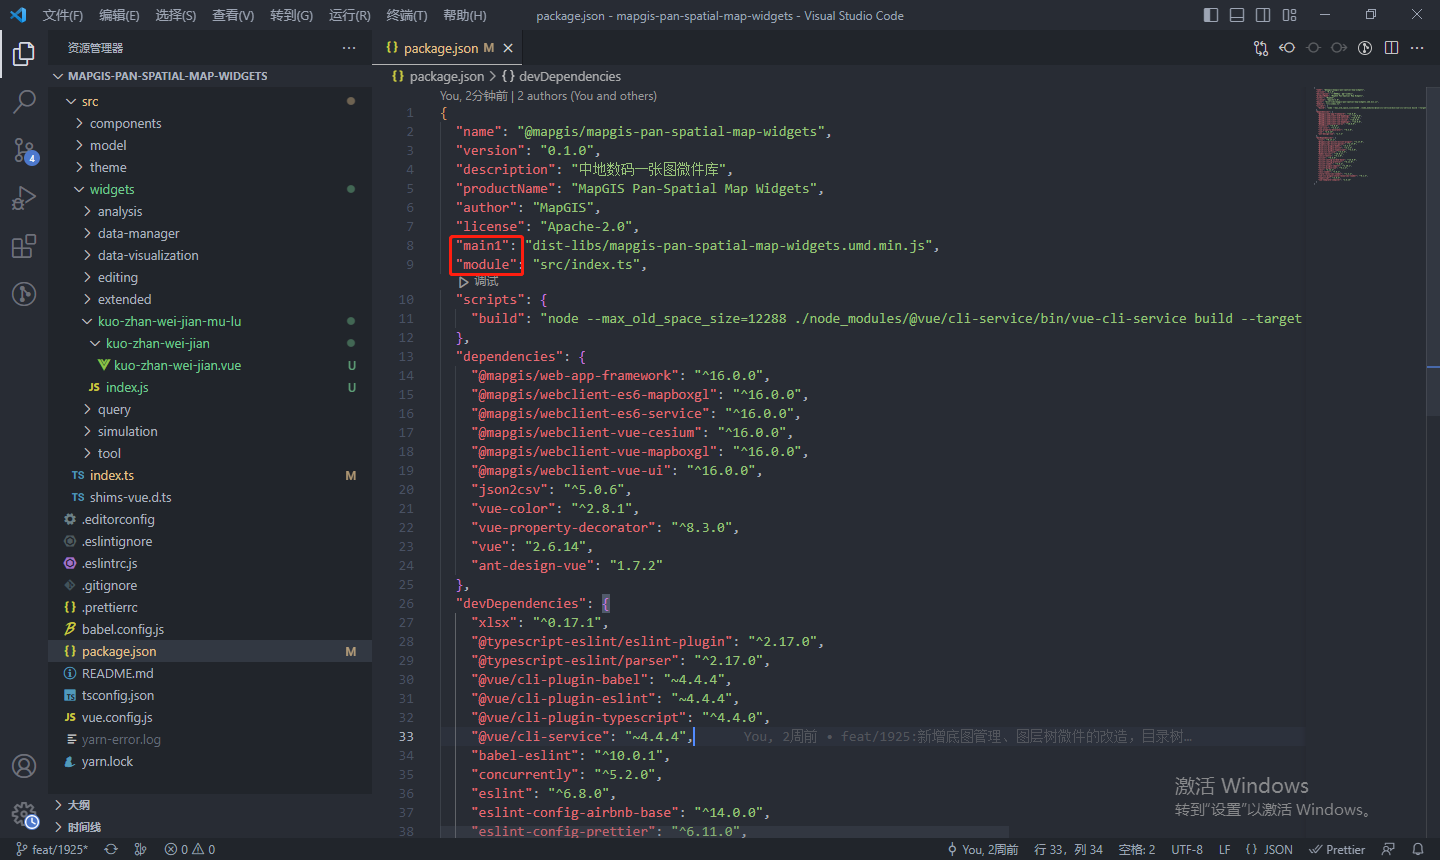 文件(F) 编辑(E) 选择(S) 查看(V) 转到(G) 运行(R) 终端(T) 帮助(H)
package.json - mapgis-pan-spatial-map-widgets - Visual Studio Code
资源管理器
MAPGIS-PAN-SPATIAL-MAP-WIDGETS
src
components
model
theme
widgets
analysis
data-manager
data-visualization
editing
extended
kuo-zhan-wei-jian-mu-lu
kuo-zhan-wei-jian
kuo-zhan-wei-jian.vue U
JS index.js U
query
simulation
tool
TS index.ts M
TS shims-vue.d.ts
.editorconfig
.eslintignore
.eslintrc.js
.gitignore
{} .prettierrc
babel.config.js
{} package.json M
README.md
tsconfig.json
JS vue.config.js
yarn-error.log
yarn.lock
大纲
时间线
4
{} package.json M
{} package.json > {} devDependencies
You, 2分钟前 | 2 authors (You and others)
1 {
2 "name": "@mapgis/mapgis-pan-spatial-map-widgets",
3 "version": "0.1.0",
4 "description": "中地数码一张图微件库",
5 "productName": "MapGIS Pan-Spatial Map Widgets",
6 "author": "MapGIS",
7 "license": "Apache-2.0",
8 "main1": "dist-libs/mapgis-pan-spatial-map-widgets.umd.min.js",
9 "module": "src/index.ts",
调试
10 "scripts": {
11 "build": "node --max_old_space_size=12288 ./node_modules/@vue/cli-service/bin/vue-cli-service build --target
12 },
13 "dependencies": {
14 "@mapgis/web-app-framework": "^16.0.0",
15 "@mapgis/webclient-es6-mapboxgl": "^16.0.0",
16 "@mapgis/webclient-es6-service": "^16.0.0",
17 "@mapgis/webclient-vue-cesium": "^16.0.0",
18 "@mapgis/webclient-vue-mapboxgl": "^16.0.0",
19 "@mapgis/webclient-vue-ui": "^16.0.0",
20 "json2csv": "^5.0.6",
21 "vue-color": "^2.8.1",
22 "vue-property-decorator": "^8.3.0",
23 "vue": "2.6.14",
24 "ant-design-vue": "1.7.2"
25 },
26 "devDependencies": {
27 "xlsx": "^0.17.1",
28 "@typescript-eslint/eslint-plugin": "^2.17.0",
29 "@typescript-eslint/parser": "^2.17.0",
30 "@vue/cli-plugin-babel": "~4.4.4",
31 "@vue/cli-plugin-eslint": "~4.4.4",
32 "@vue/cli-plugin-typescript": "^4.4.0",
33 "@vue/cli-service": "~4.4.4", You, 2周前 • feat/1925:新增底图管理、图层树微件的改造，目录树…
34 "babel-eslint": "^10.0.1",
35 "concurrently": "^5.2.0",
36 "eslint": "^6.8.0",
37 "eslint-config-airbnb-base": "^14.0.0",
38 "eslint-config-prettier": "^6.11.0",
激活 Windows
转到"设置"以激活 Windows。
feat/1925* 0 0
You, 2周前 行 33，列 34 空格: 2 UTF-8 LF {} JSON Prettier